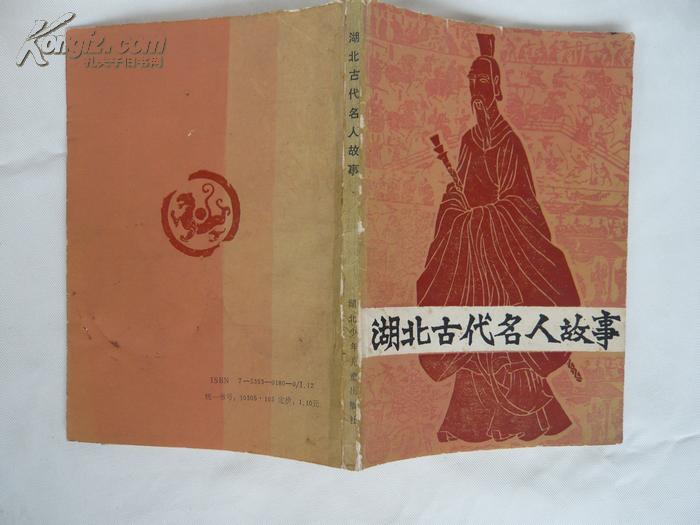 Kongfz.com
孔夫子旧书网
湖北古代名人故事
湖北少年儿童出版社
湖北古代名人故事
ISBN 7—5353—0180—0/I.12
统一书号：10305·105 定价：1.10元